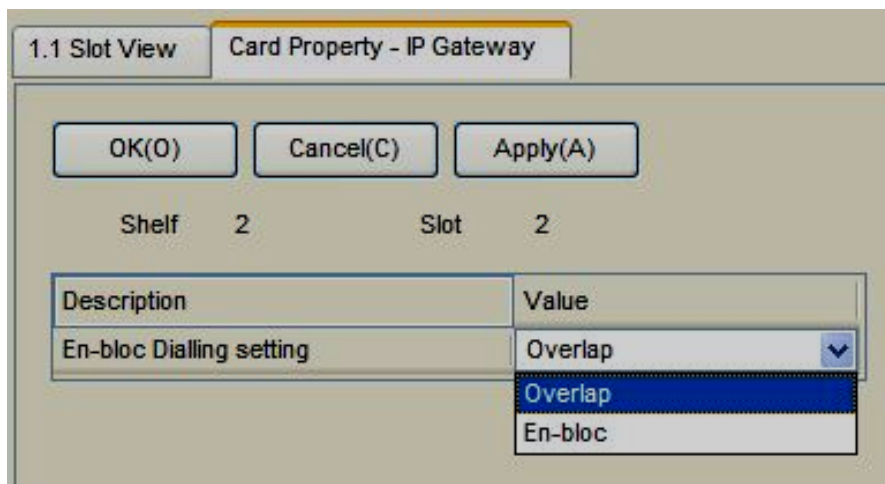 1.1 Slot View Card Property - IP Gateway
OK(O) Cancel(C) Apply(A)
Shelf 2 Slot 2
Description Value
En-bloc Dialling setting Overlap
Overlap
En-bloc